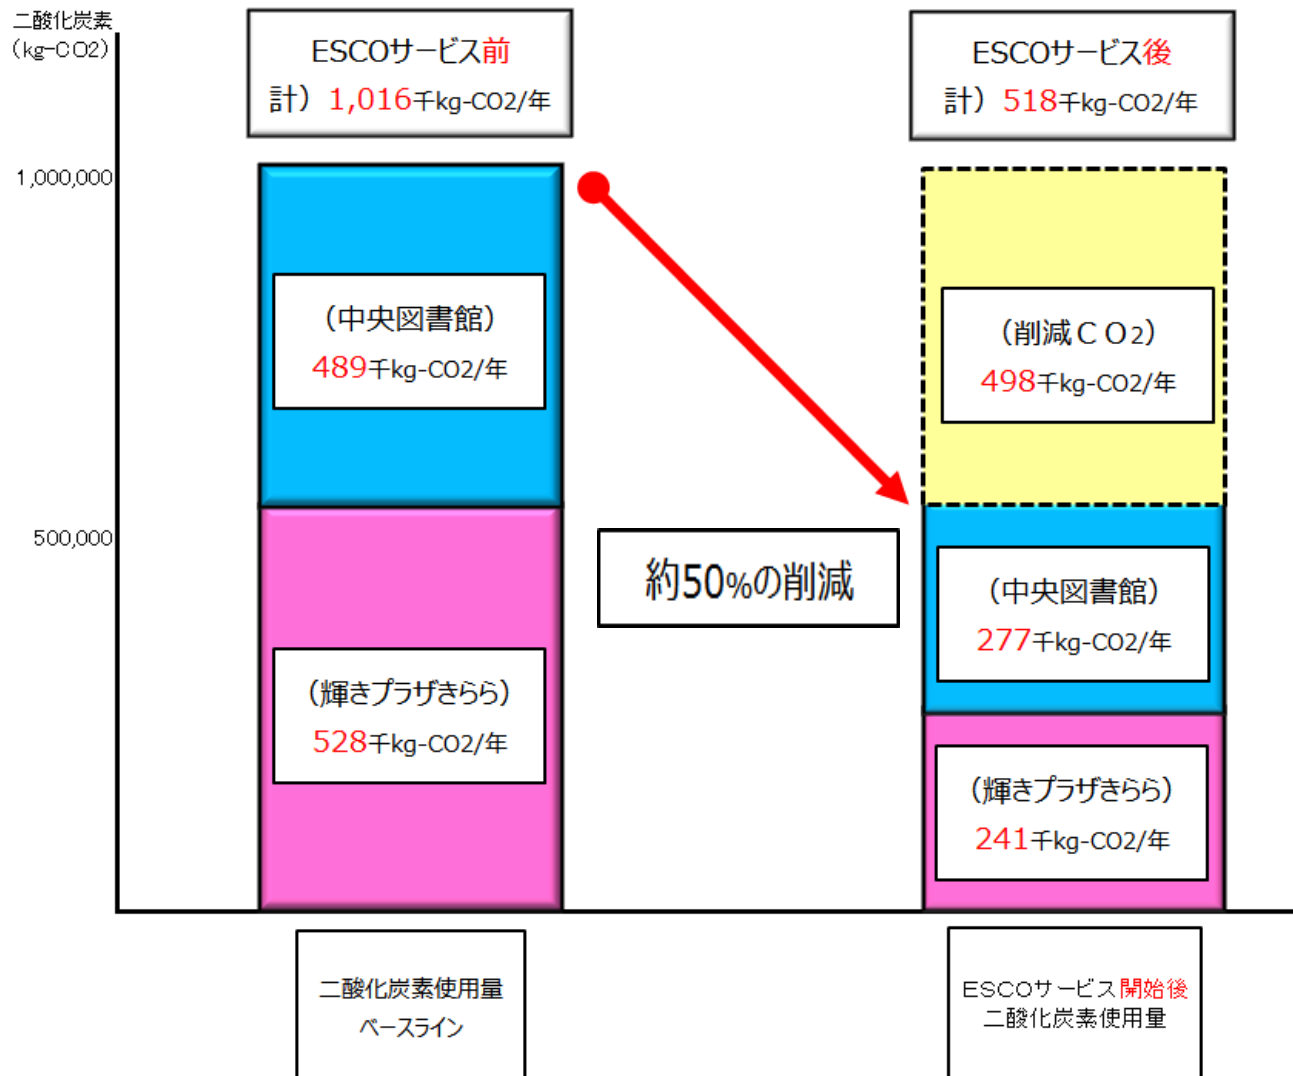 二酸化炭素
(kg-CO2)
ESCOサービス前
計）1,016千kg-CO2/年
ESCOサービス後
計）518千kg-CO2/年
1,000,000
500,000
（中央図書館）
489千kg-CO2/年
（輝きプラザきらら）
528千kg-CO2/年
約50%の削減
（削減ＣＯ2）
498千kg-CO2/年
（中央図書館）
277千kg-CO2/年
（輝きプラザきらら）
241千kg-CO2/年
二酸化炭素使用量
ベースライン
ESCOサービス開始後
二酸化炭素使用量